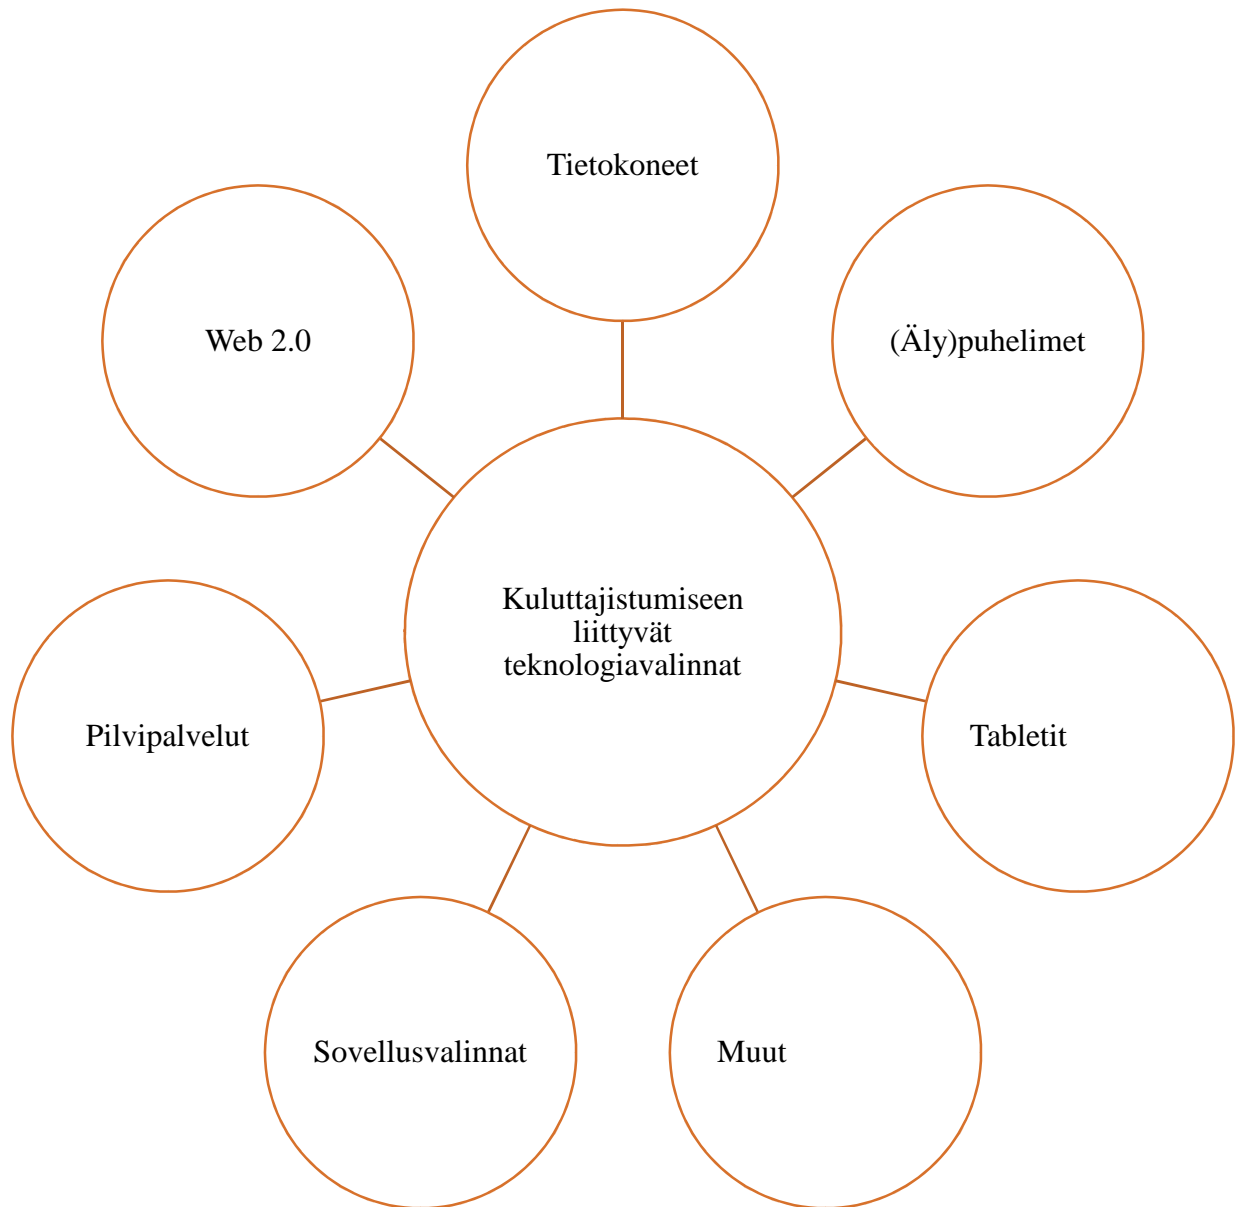 Tietokoneet
Web 2.0
(Äly)puhelimet
Kuluttajistumiseen
liittyvät
teknologiavalinnat
Pilvipalvelut
Tabletit
Sovellusvalinnat
Muut